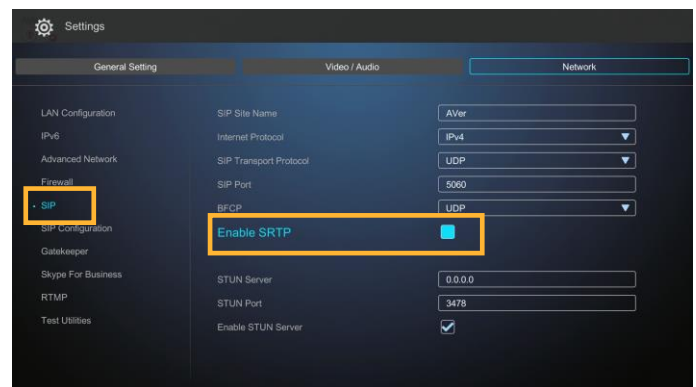 Settings
General Setting Video / Audio Network
LAN Configuration SIP Site Name AVer
IPv6 Internet Protocol IPv4
Advanced Network SIP Transport Protocol UDP
Firewall SIP Port 5060
SIP BFCP UDP
SIP Configuration Enable SRTP
Gatekeeper
Skype For Business STUN Server 0.0.0.0
RTMP STUN Port 3478
Test Utilities Enable STUN Server